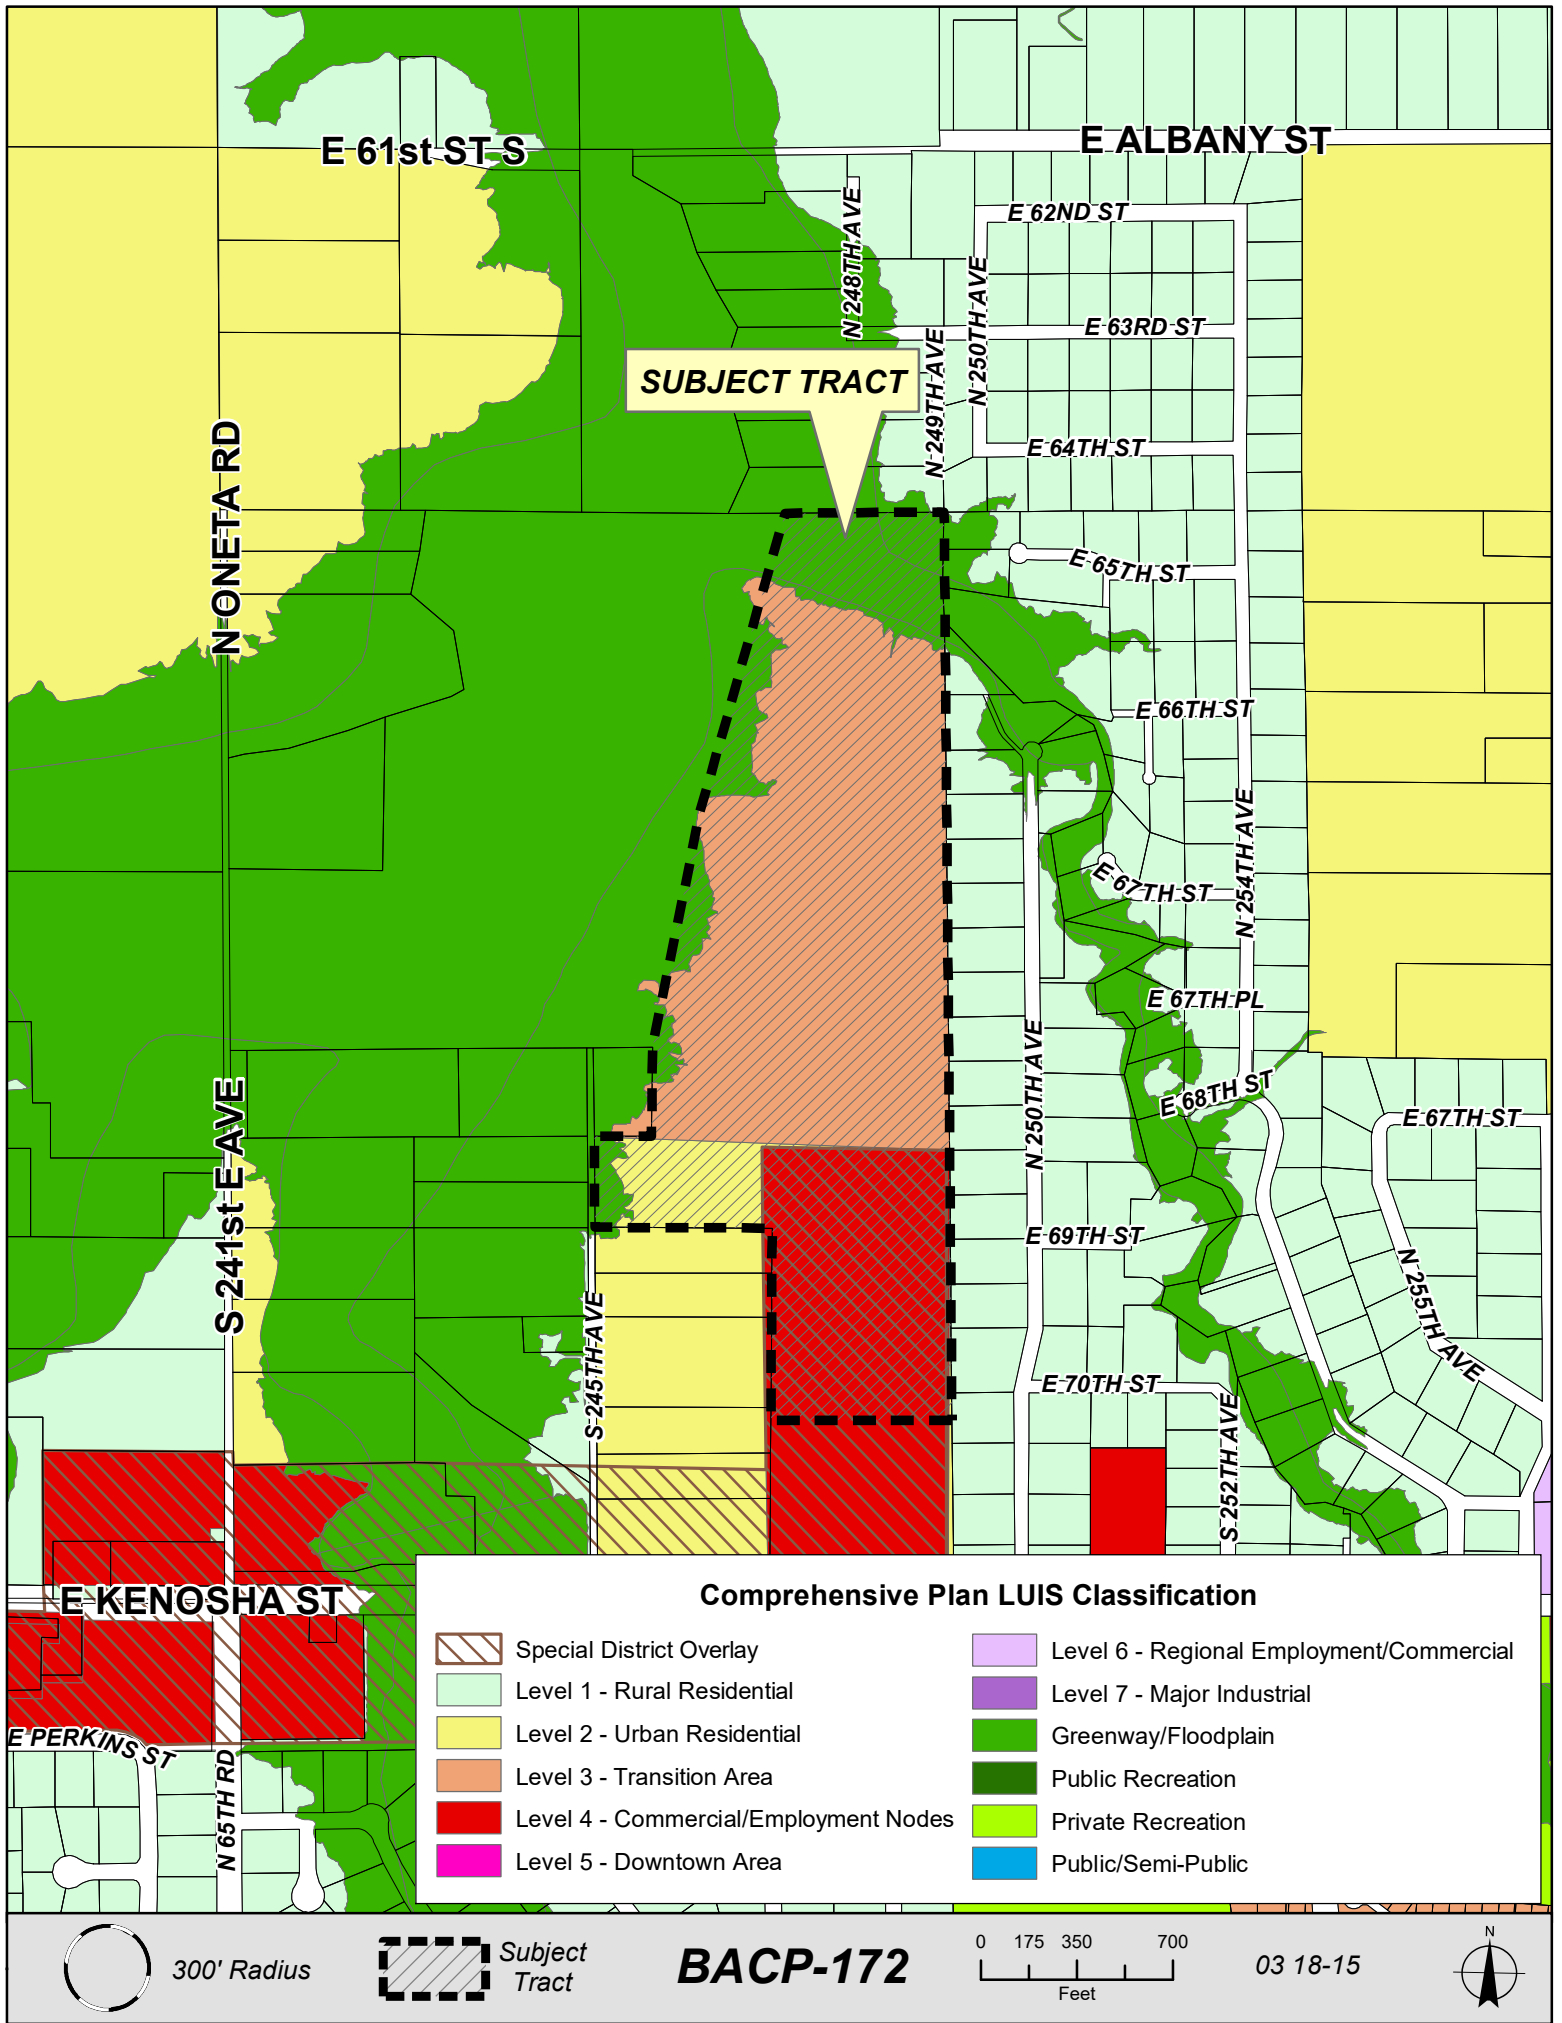 E 61st ST S
E ALBANY ST
N 248TH AVE
E 62ND ST
N 250TH AVE
E 63RD ST
N 249TH AVE
SUBJECT TRACT
E 64TH ST
N ONETA RD
E 65TH ST
E 66TH ST
N 254TH AVE
E 67TH ST
E 67TH PL
N 250TH AVE
E 68TH ST
E 67TH ST
S 241st E AVE
E 69TH ST
N 255TH AVE
S 245TH AVE
E 70TH ST
S 252TH AVE
E KENOSHA ST
E PERKINS ST
N 65TH RD
Comprehensive Plan LUIS Classification
Special District Overlay
Level 1 - Rural Residential
Level 2 - Urban Residential
Level 3 - Transition Area
Level 4 - Commercial/Employment Nodes
Level 5 - Downtown Area
Level 6 - Regional Employment/Commercial
Level 7 - Major Industrial
Greenway/Floodplain
Public Recreation
Private Recreation
Public/Semi-Public
300' Radius
Subject
Tract
BACP-172
0 175 350 700
Feet
03 18-15
N